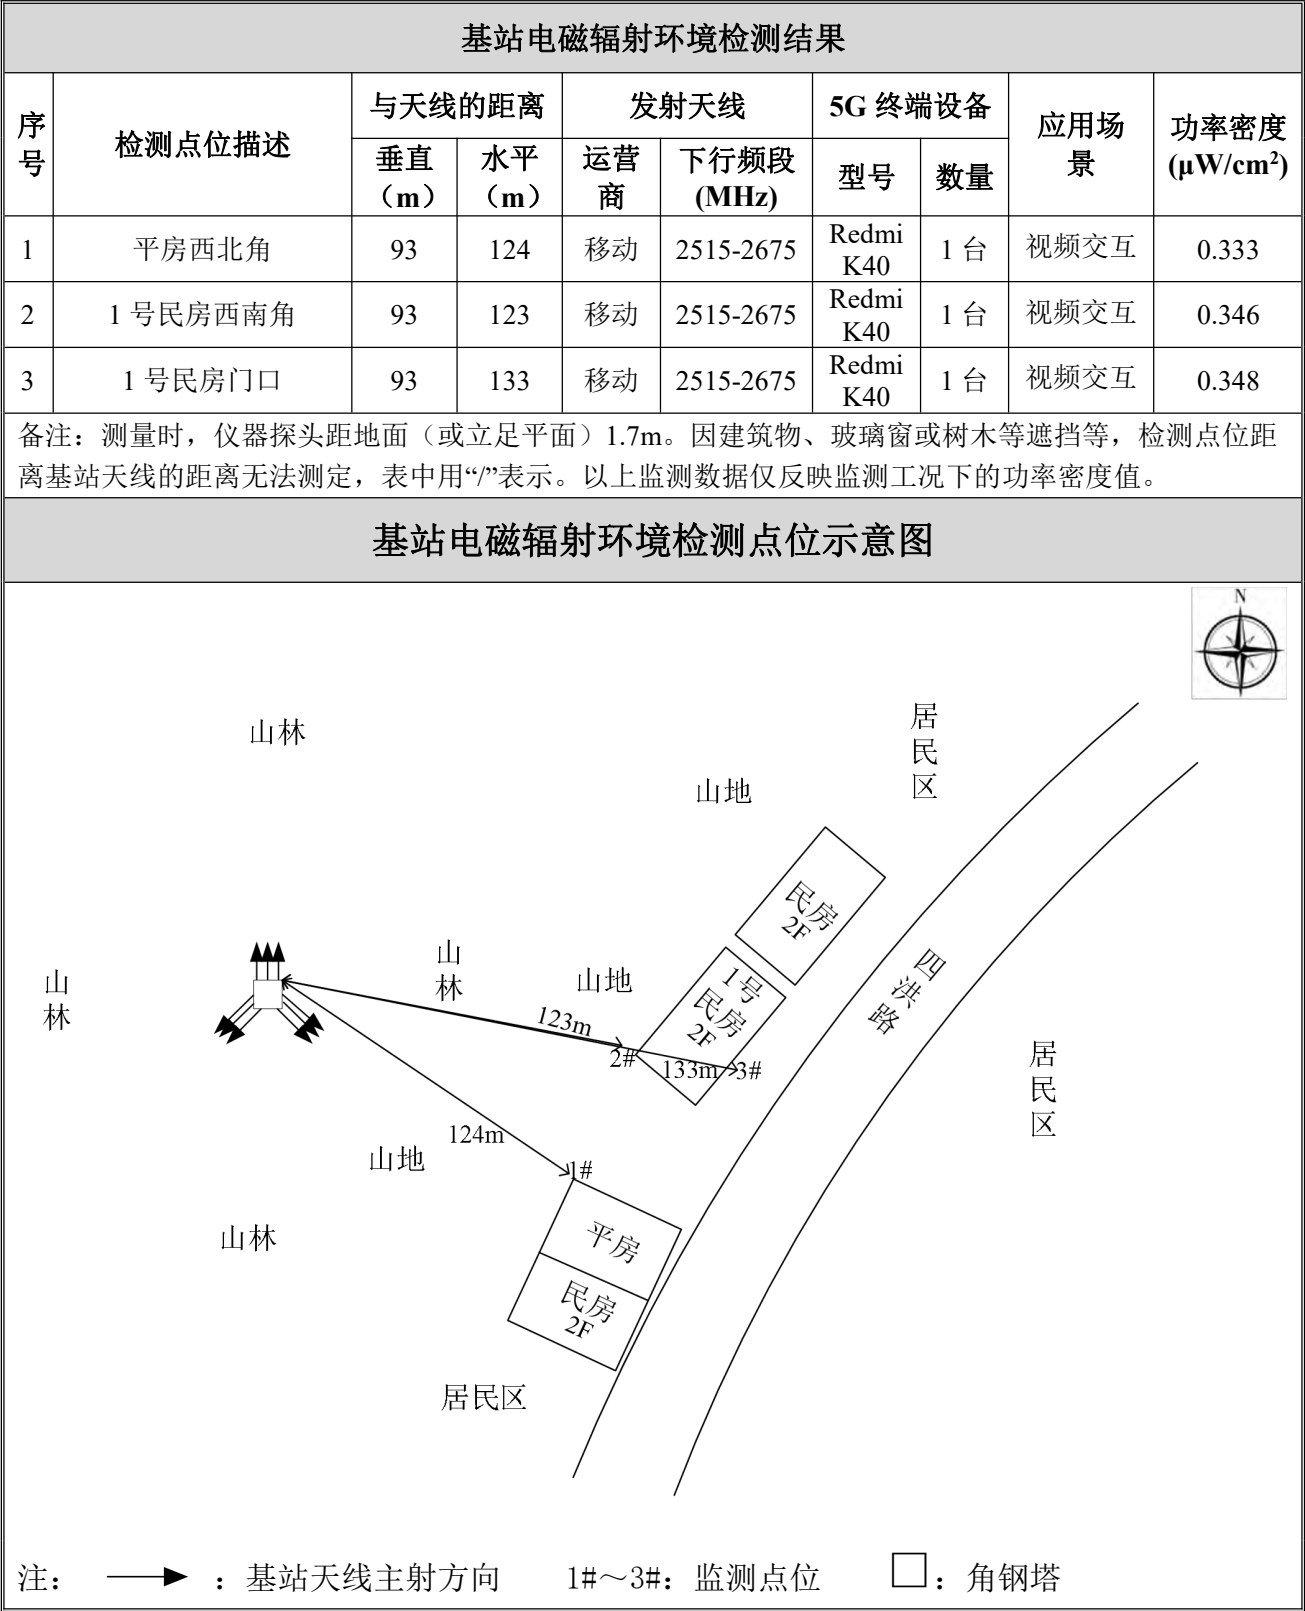 基站电磁辐射环境检测结果
序号 检测点位描述 与天线的距离 发射天线 5G 终端设备 应用场景 功率密度(μW/cm²)
垂直（m） 水平（m） 运营商 下行频段(MHz) 型号 数量
1 平房西北角 93 124 移动 2515-2675 Redmi K40 1 台 视频交互 0.333
2 1 号民房西南角 93 123 移动 2515-2675 Redmi K40 1 台 视频交互 0.346
3 1 号民房门口 93 133 移动 2515-2675 Redmi K40 1 台 视频交互 0.348
备注：测量时，仪器探头距地面（或立足平面）1.7m。因建筑物、玻璃窗或树木等遮挡等，检测点位距
离基站天线的距离无法测定，表中用“/”表示。以上监测数据仅反映监测工况下的功率密度值。
基站电磁辐射环境检测点位示意图
N
山林
居民区
山地
民房
2F
山林
山林
山地
1号
民房
2F
四洪路
123m
2#
133m
3#
居民区
124m
山地
1#
山林
平房
民房
2F
居民区
注： ：基站天线主射方向 1#～3#：监测点位 ：角钢塔